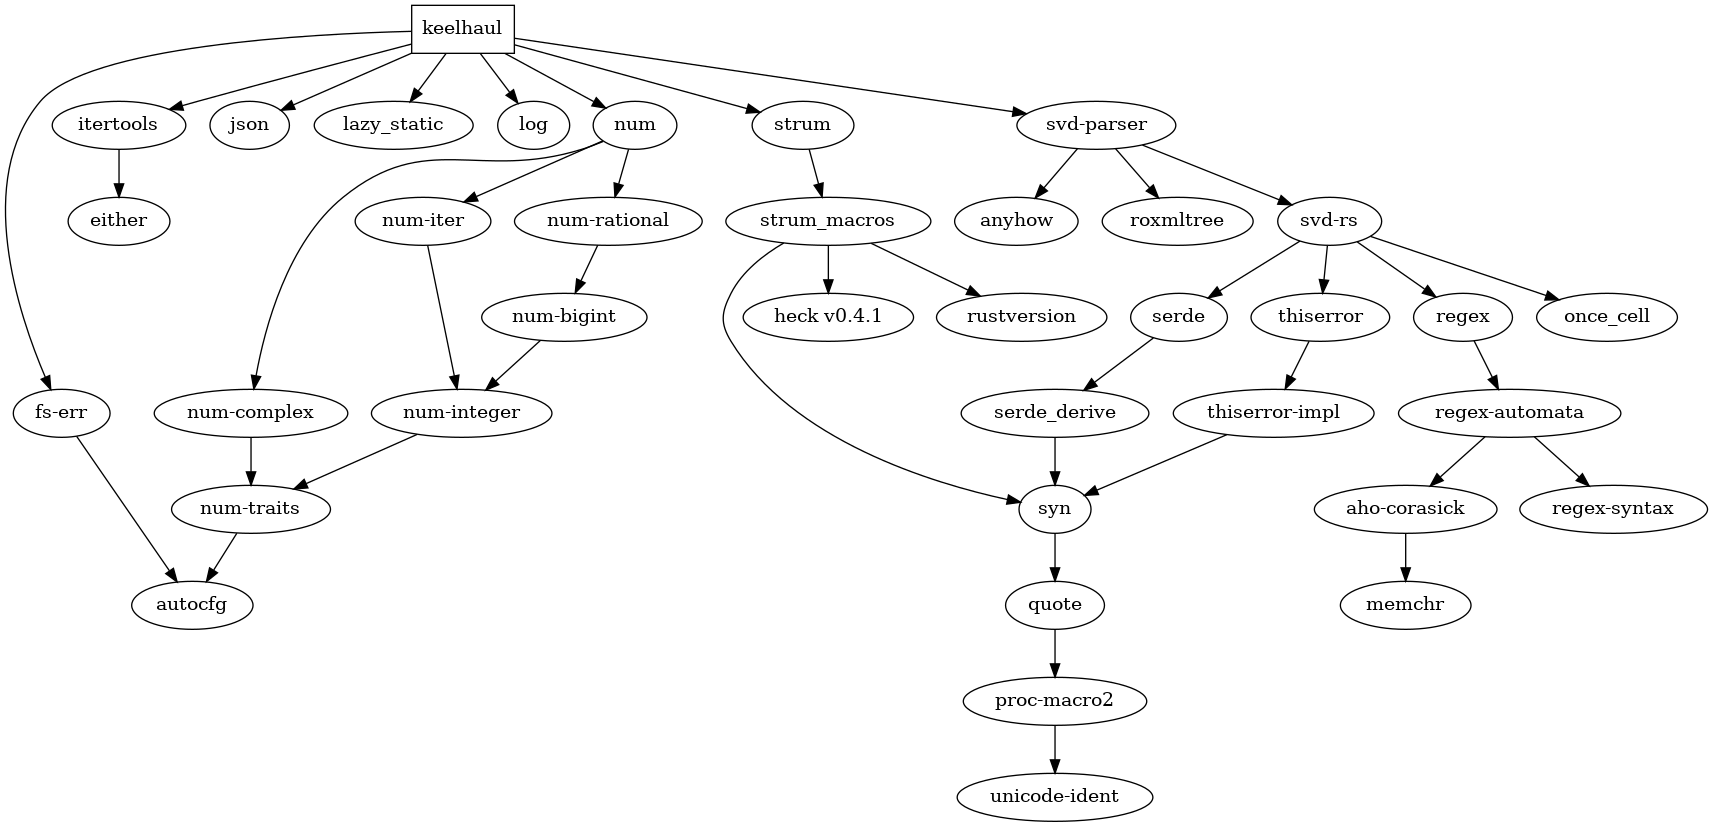 keelhaul
itertools
json
lazy_static
log
num
strum
svd-parser
either
num-iter
num-rational
strum_macros
anyhow
roxmltree
svd-rs
num-bigint
heck v0.4.1
rustversion
serde
thiserror
regex
once_cell
fs-err
num-complex
num-integer
serde_derive
thiserror-impl
regex-automata
num-traits
syn
aho-corasick
regex-syntax
autocfg
quote
memchr
proc-macro2
unicode-ident